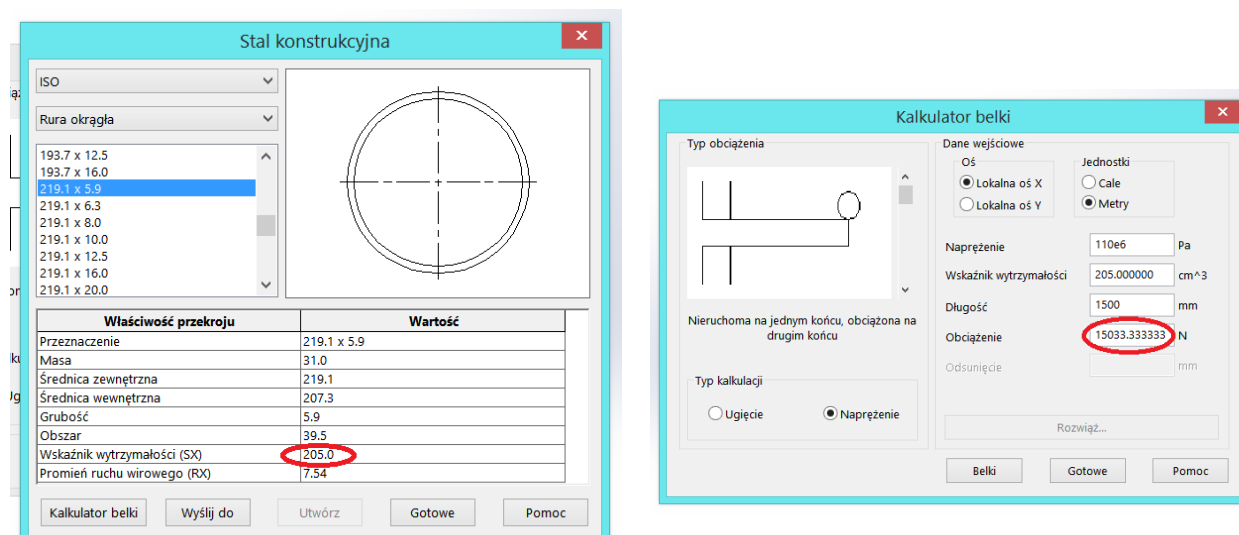 Stal konstrukcyjna
ISO
Rura okrągła
193.7 x 12.5
193.7 x 16.0
219.1 x 5.9
219.1 x 6.3
219.1 x 8.0
219.1 x 10.0
219.1 x 12.5
219.1 x 16.0
219.1 x 20.0
Właściwość przekroju Wartość
Przeznaczenie 219.1 x 5.9
Masa 31.0
Średnica zewnętrzna 219.1
Średnica wewnętrzna 207.3
Grubość 5.9
Obszar 39.5
Wskaźnik wytrzymałości (SX) 205.0
Promień ruchu wirowego (RX) 7.54
Kalkulator belki Wyślij do Utwórz Gotowe Pomoc
Kalkulator belki
Typ obciążenia
Nieruchoma na jednym końcu, obciążona na
drugim końcu
Typ kalkulacji
Ugięcie Naprężenie
Dane wejściowe
Oś Jednostki
Lokalna oś X Cale
Lokalna oś Y Metry
Naprężenie 110e6 Pa
Wskaźnik wytrzymałości 205.000000 cm^3
Długość 1500 mm
Obciążenie 15033.333333 N
Odsunięcie mm
Rozwiąż...
Belki Gotowe Pomoc